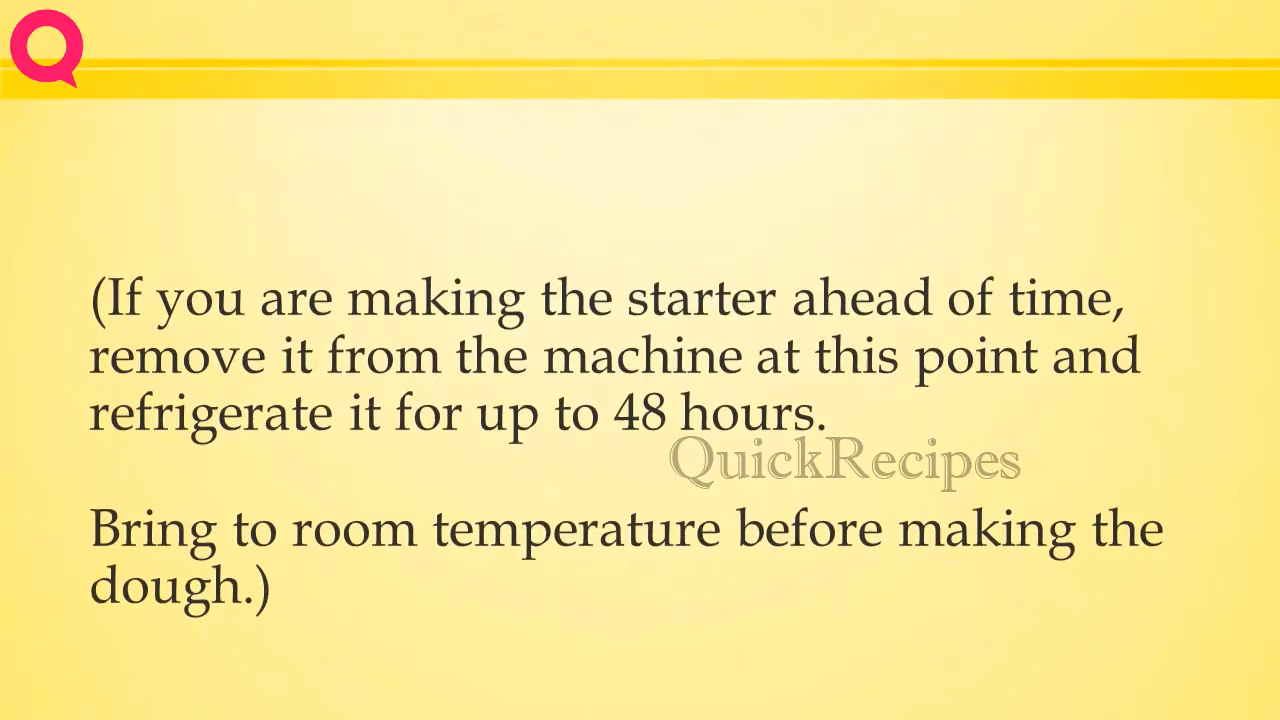 (If you are making the starter ahead of time,
remove it from the machine at this point and
refrigerate it for up to 48 hours.
QuickRecipes
Bring to room temperature before making the
dough.)